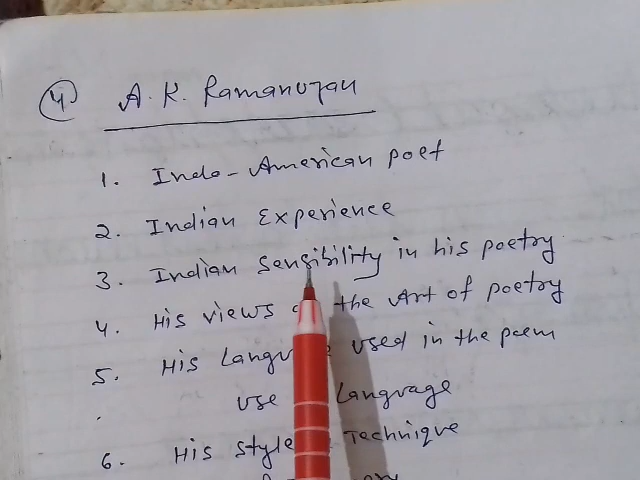 4. A. K. Ramanujan
1. Indo-American poet
2. Indian Experience
3. Indian Sensibility in his poetry
4. His views the Art of poetry
5. His used in the poem
use Language
6. His style Technique